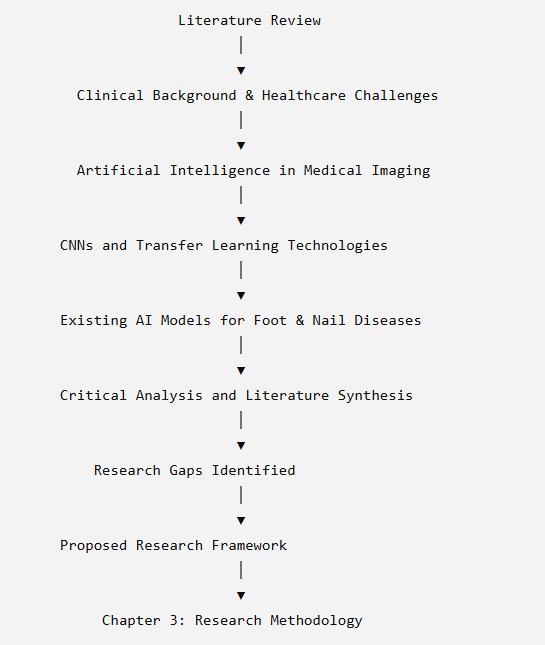 Literature Review
Clinical Background & Healthcare Challenges
Artificial Intelligence in Medical Imaging
CNNs and Transfer Learning Technologies
Existing AI Models for Foot & Nail Diseases
Critical Analysis and Literature Synthesis
Research Gaps Identified
Proposed Research Framework
Chapter 3: Research Methodology